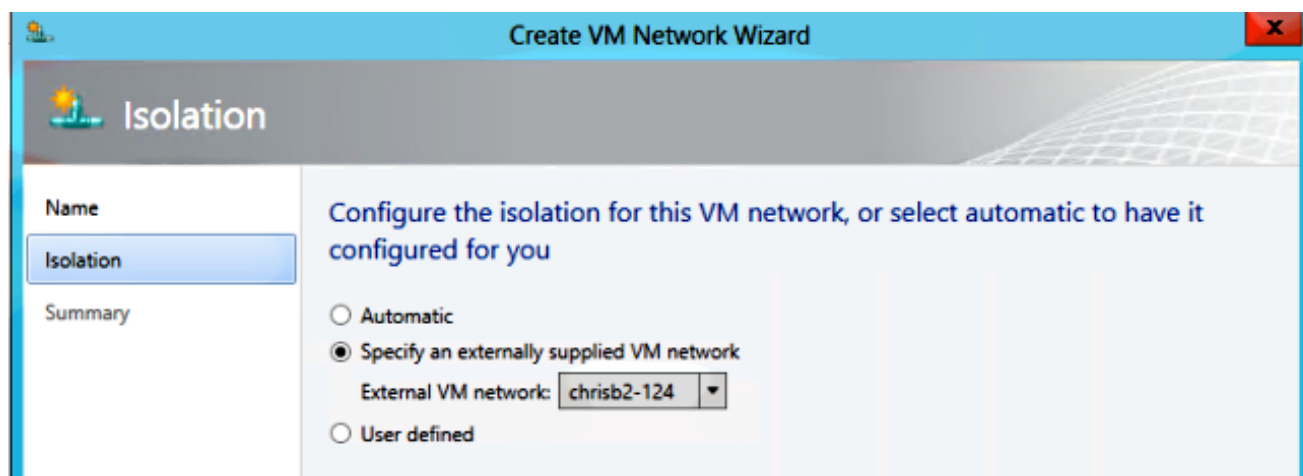 Create VM Network Wizard
x
Isolation
Name
Isolation
Summary
Configure the isolation for this VM network, or select automatic to have it
configured for you
Automatic
Specify an externally supplied VM network
External VM network: chrisb2-124
User defined